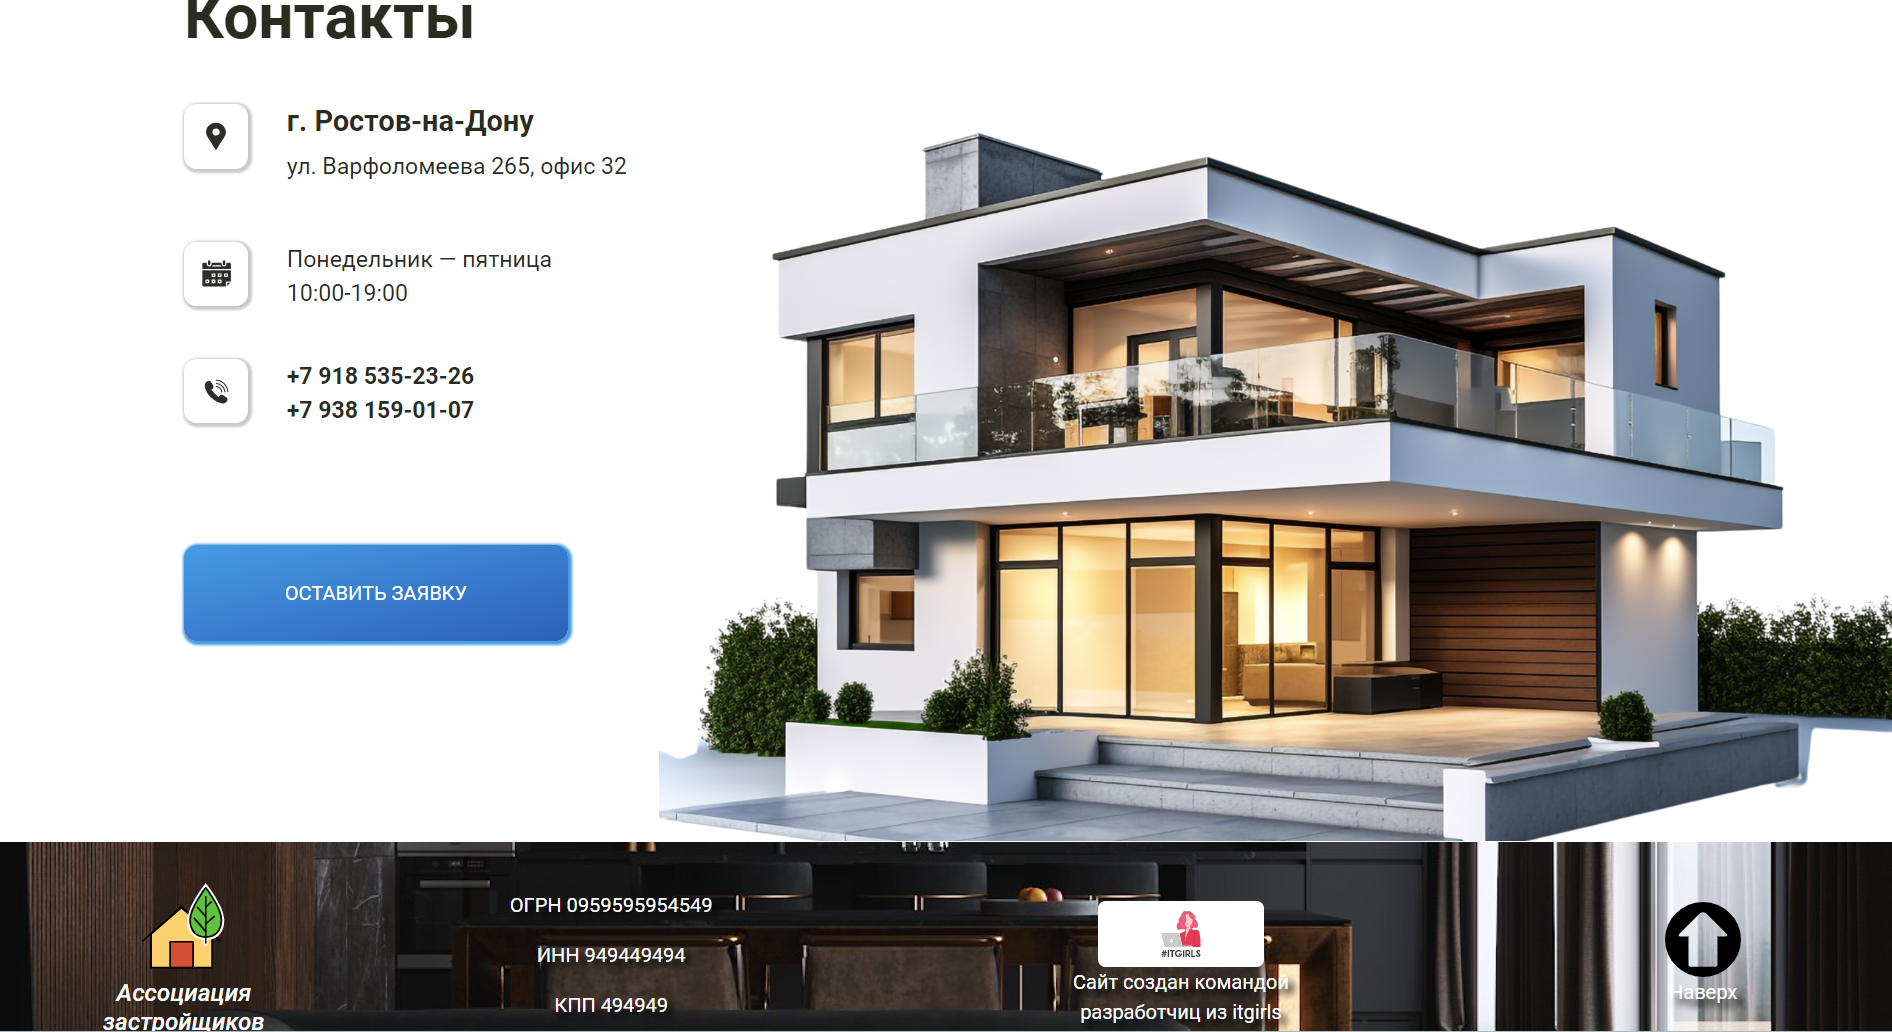 Контакты
г. Ростов-на-Дону
ул. Варфоломеева 265, офис 32
Понедельник — пятница
10:00-19:00
+7 918 535-23-26
+7 938 159-01-07
ОСТАВИТЬ ЗАЯВКУ
Ассоциация
застройщиков
ОГРН 0959595954549
ИНН 949449494
КПП 494949
#ITGIRLS
Сайт создан командой
разработчиц из itgirls
Наверх